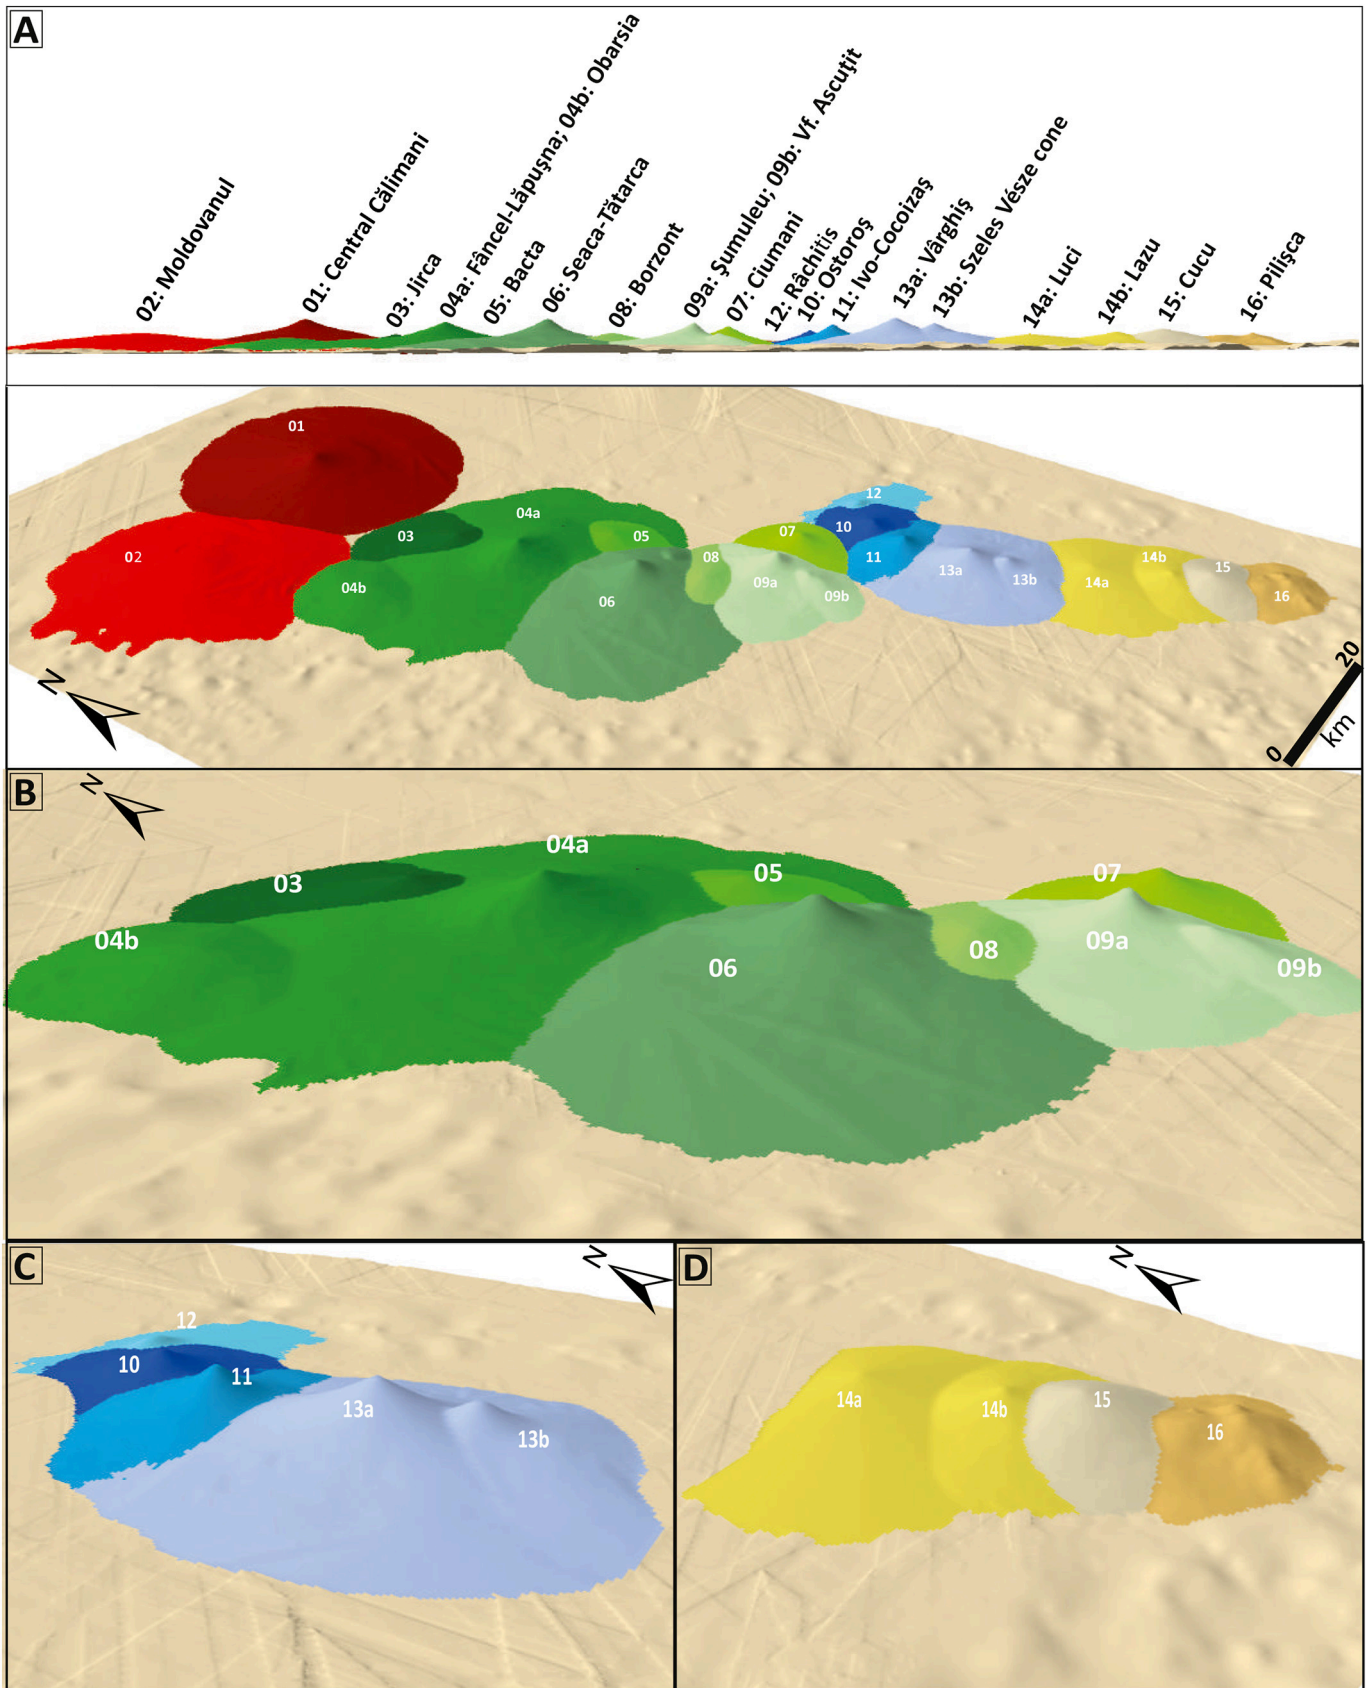 A
02: Moldovanul
01: Central Călimani
03: Jirca
04a: Fâncel-Lăpuşna; 04b: Obarsia
05: Bacta
06: Seaca-Tătarca
08: Borzont
09a: Şumuleu; 09b: Vf. Ascuţit
07: Ciumani
12: Râchitis
10: Ostoroş
11: Ivo-Cocoizaş
13a: Vârghiş
13b: Szeles Vésze cone
14a: Luci
14b: Lazu
15: Cucu
16: Pilişca
01
12
04a
10
07
03
05
02
08
11
14b
15
13a
13b
04b
09a
14a
06
09b
16
N
20
km
0
B
N
04a
05
07
03
04b
09a
08
06
09b
C
N
12
10
11
13a
13b
D
N
14a
15
14b
16